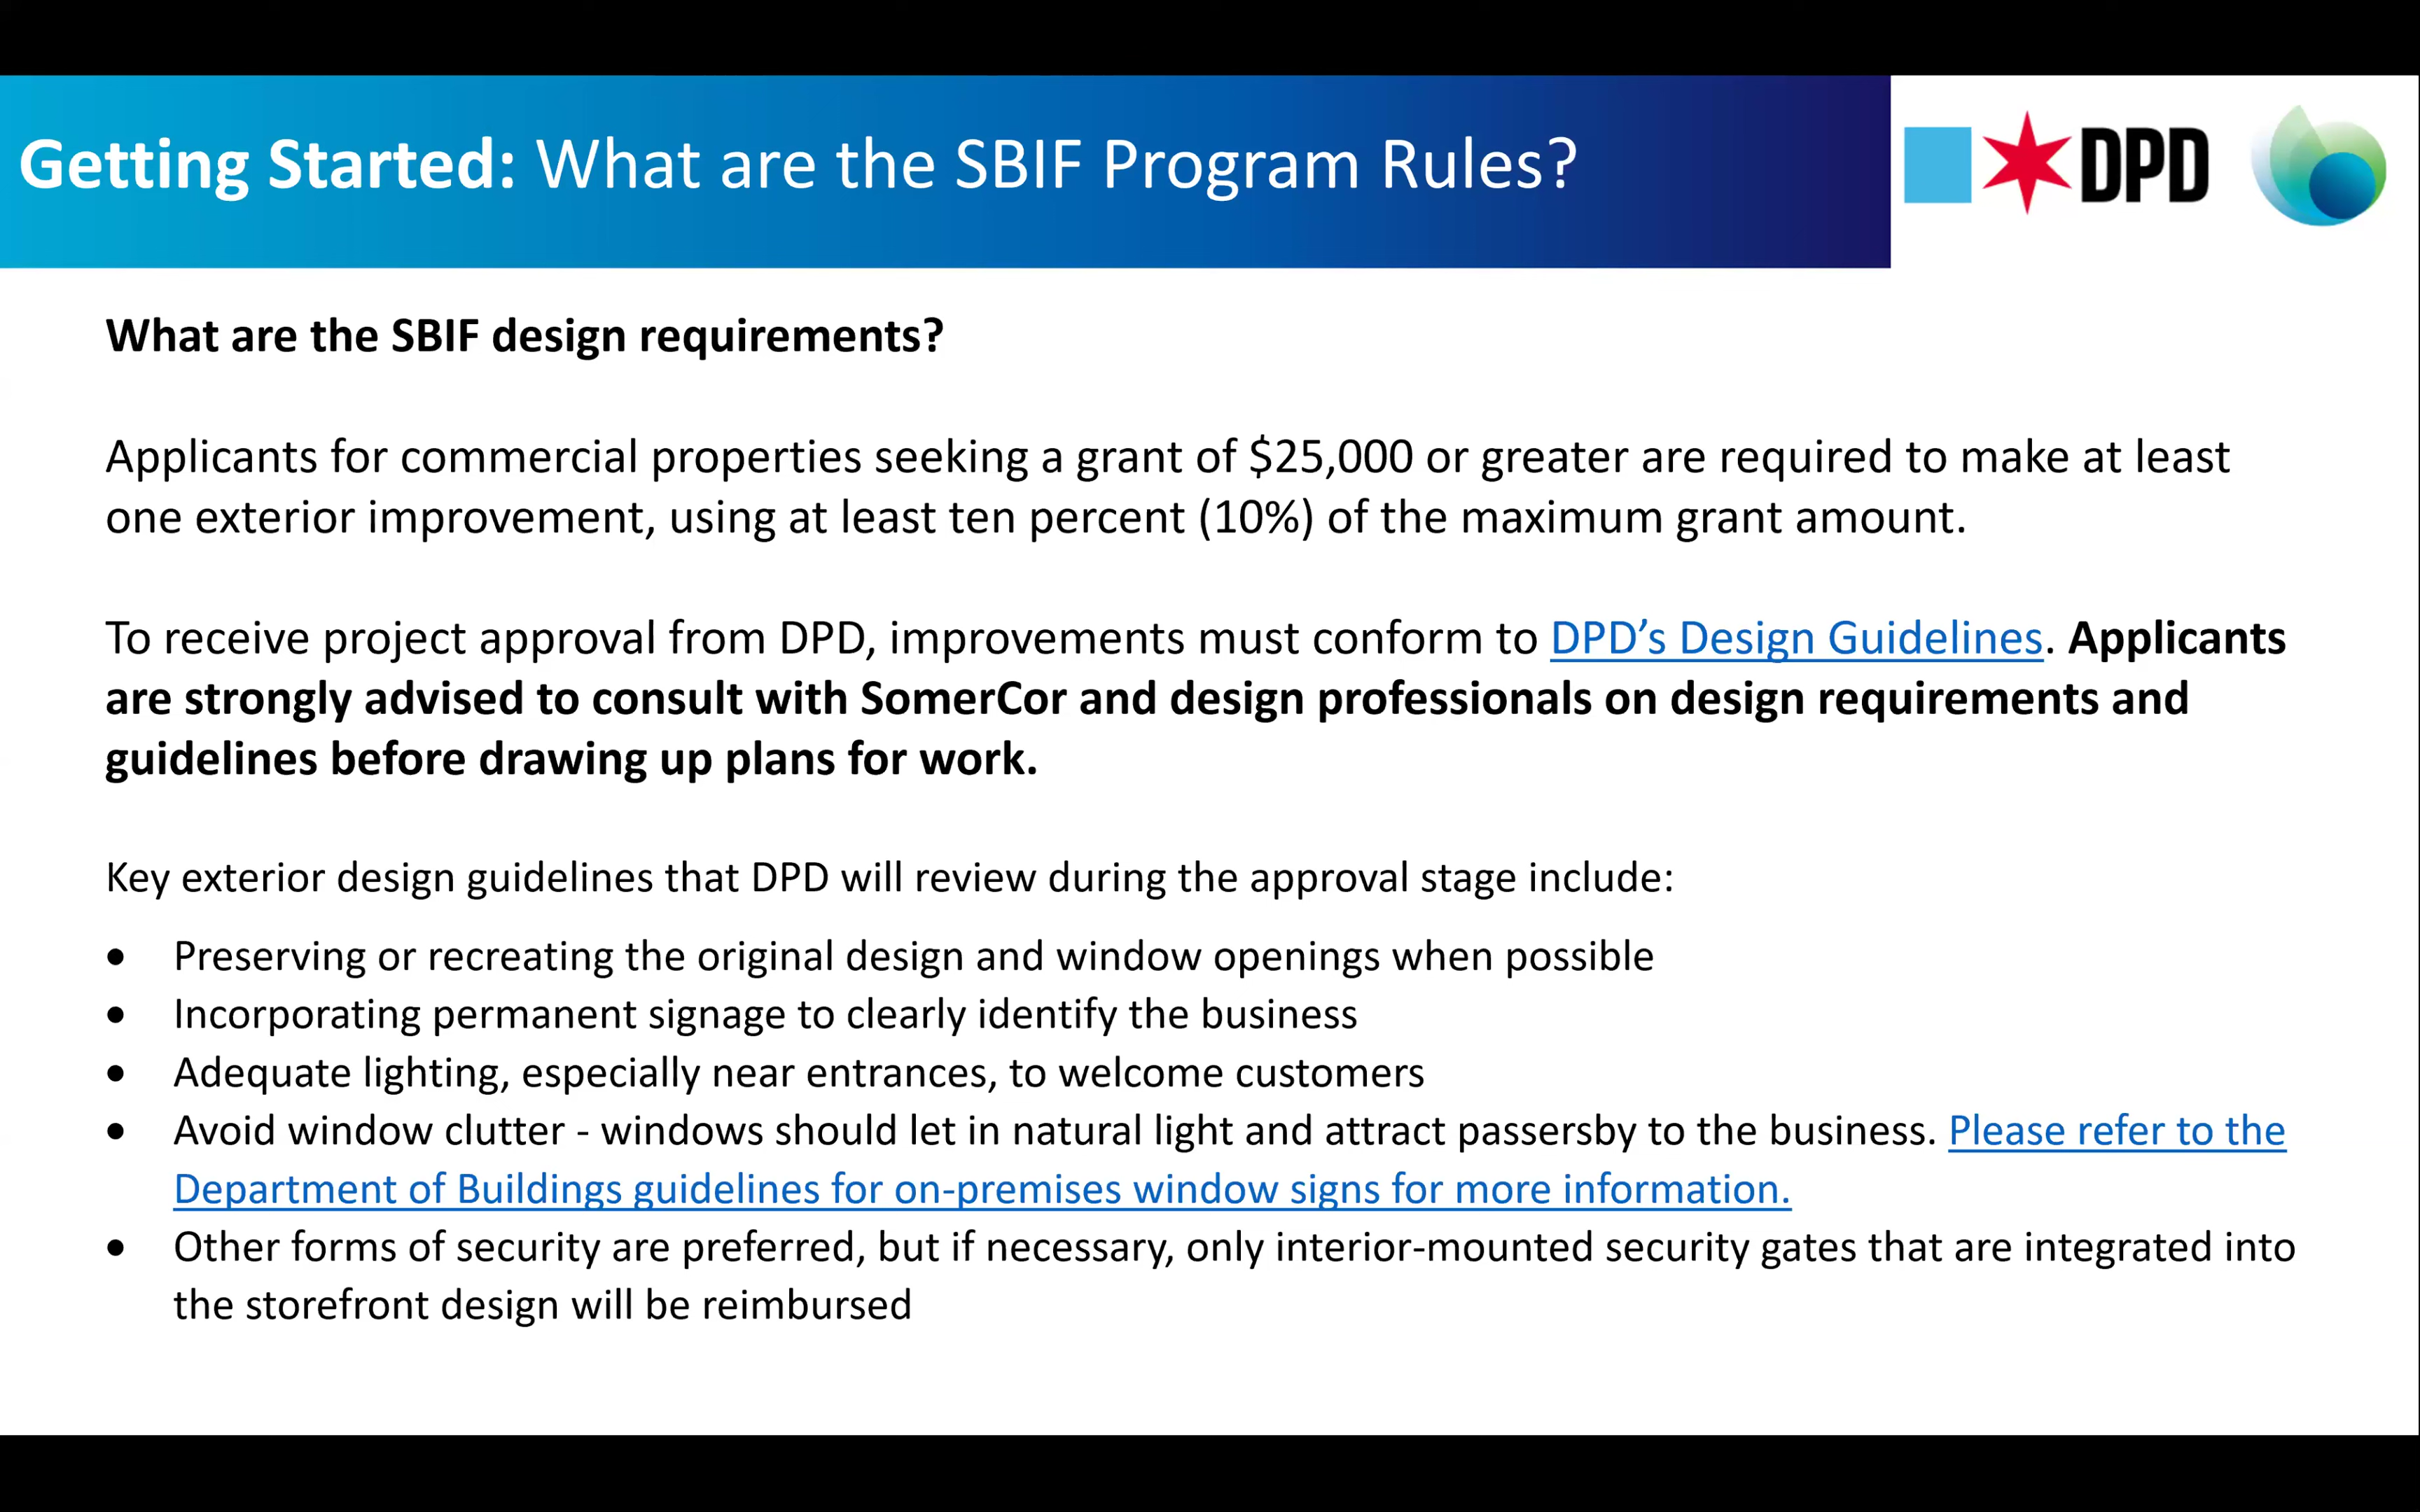 Getting Started: What are the SBIF Program Rules?
DPD
What are the SBIF design requirements?
Applicants for commercial properties seeking a grant of $25,000 or greater are required to make at least
one exterior improvement, using at least ten percent (10%) of the maximum grant amount.
To receive project approval from DPD, improvements must conform to DPD’s Design Guidelines. Applicants
are strongly advised to consult with SomerCor and design professionals on design requirements and
guidelines before drawing up plans for work.
Key exterior design guidelines that DPD will review during the approval stage include:
• Preserving or recreating the original design and window openings when possible
• Incorporating permanent signage to clearly identify the business
• Adequate lighting, especially near entrances, to welcome customers
• Avoid window clutter - windows should let in natural light and attract passersby to the business. Please refer to the
Department of Buildings guidelines for on-premises window signs for more information.
• Other forms of security are preferred, but if necessary, only interior-mounted security gates that are integrated into
the storefront design will be reimbursed